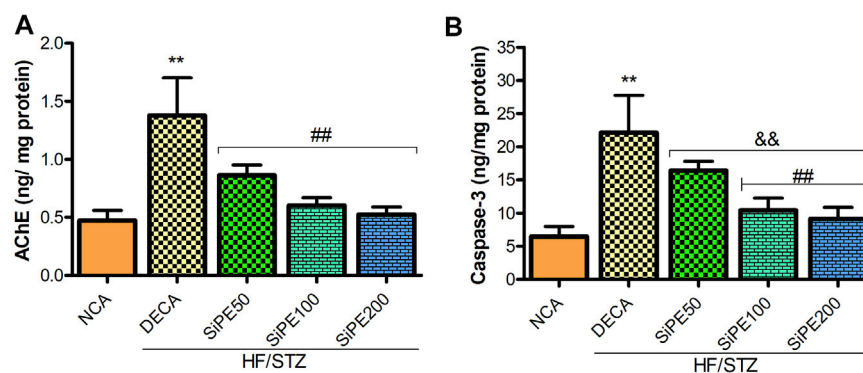 A
AChE (ng/ mg protein)
2.0
1.5
1.0
0.5
0.0
**
##
NCA
DECA
SiPE50
SiPE100
SiPE200
HF/STZ
B
Caspase-3 (ng/mg protein)
35
30
25
20
15
10
5
0
**
&&
##
NCA
DECA
SiPE50
SiPE100
SiPE200
HF/STZ